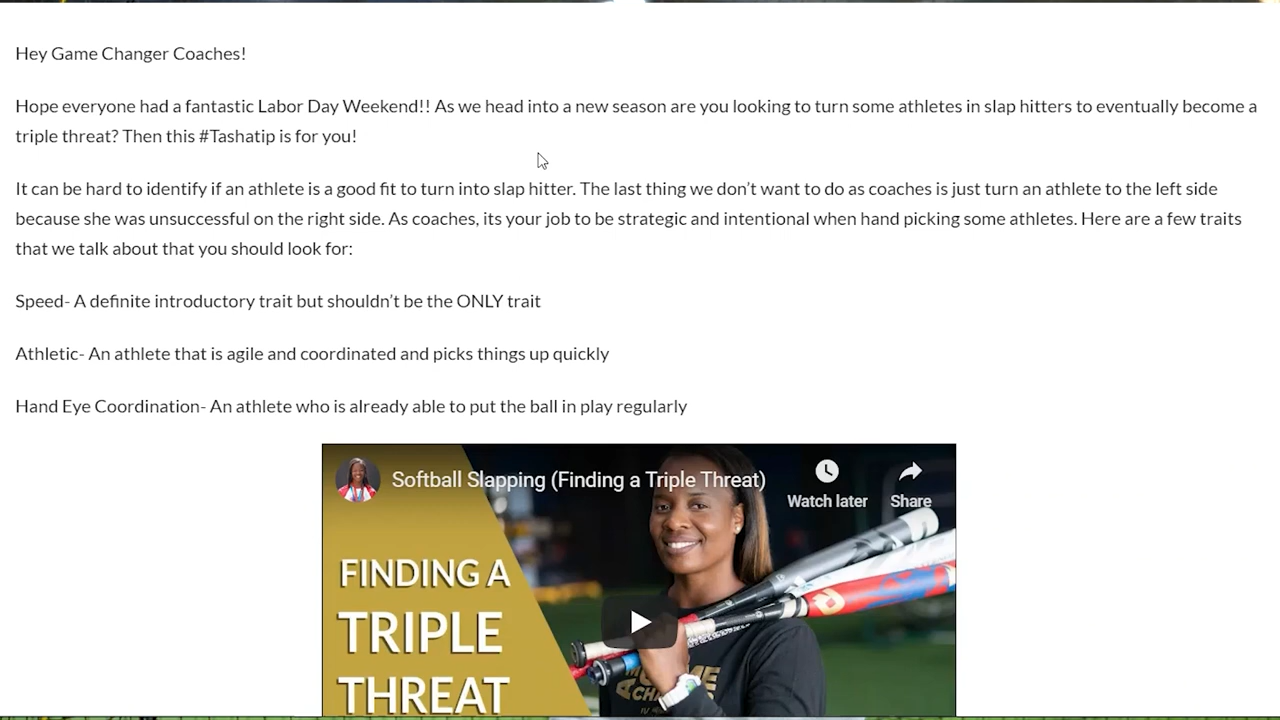 Hey Game Changer Coaches!
Hope everyone had a fantastic Labor Day Weekend!! As we head into a new season are you looking to turn some athletes in slap hitters to eventually become a
triple threat? Then this #Tashatip is for you!
It can be hard to identify if an athlete is a good fit to turn into slap hitter. The last thing we don’t want to do as coaches is just turn an athlete to the left side
because she was unsuccessful on the right side. As coaches, its your job to be strategic and intentional when hand picking some athletes. Here are a few traits
that we talk about that you should look for:
Speed- A definite introductory trait but shouldn’t be the ONLY trait
Athletic- An athlete that is agile and coordinated and picks things up quickly
Hand Eye Coordination- An athlete who is already able to put the ball in play regularly
Softball Slapping (Finding a Triple Threat)
Watch later
Share
FINDING A
TRIPLE
THREAT